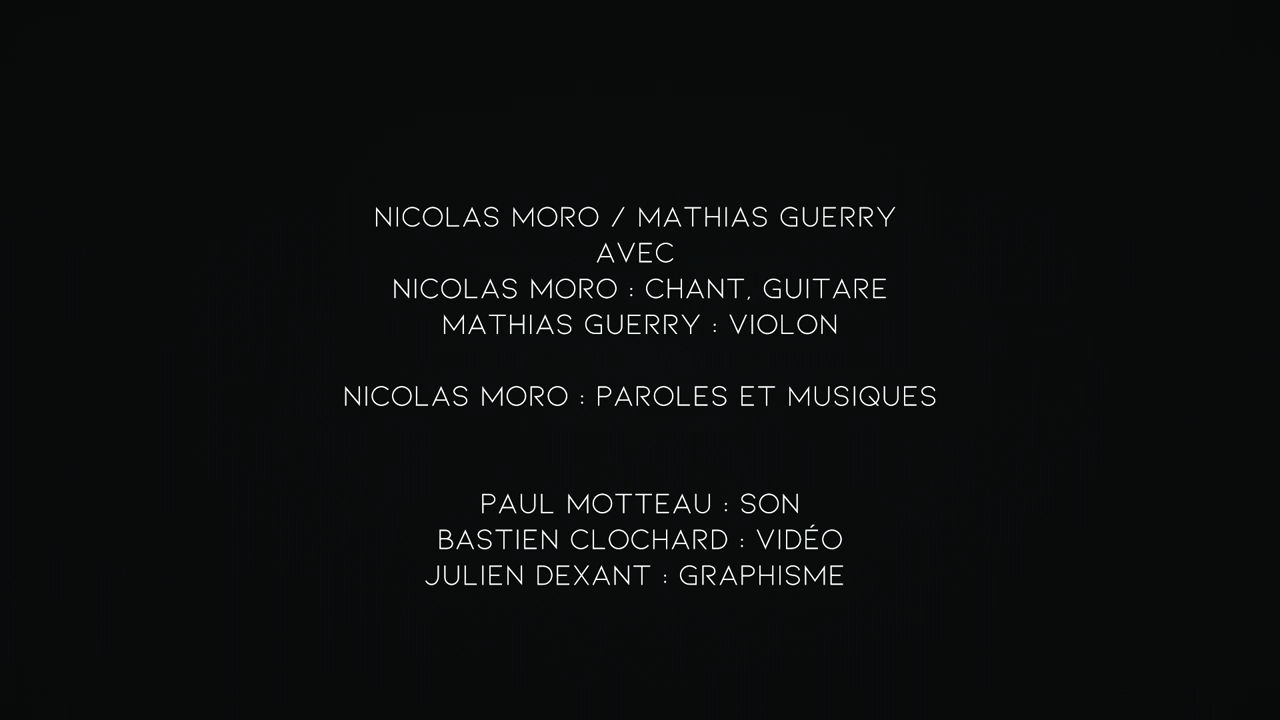 NICOLAS MORO / MATHIAS GUERRY
AVEC
NICOLAS MORO : CHANT, GUITARE
MATHIAS GUERRY : VIOLON
NICOLAS MORO : PAROLES ET MUSIQUES
PAUL MOTTEAU : SON
BASTIEN CLOCHARD : VIDÉO
JULIEN DEXANT : GRAPHISME